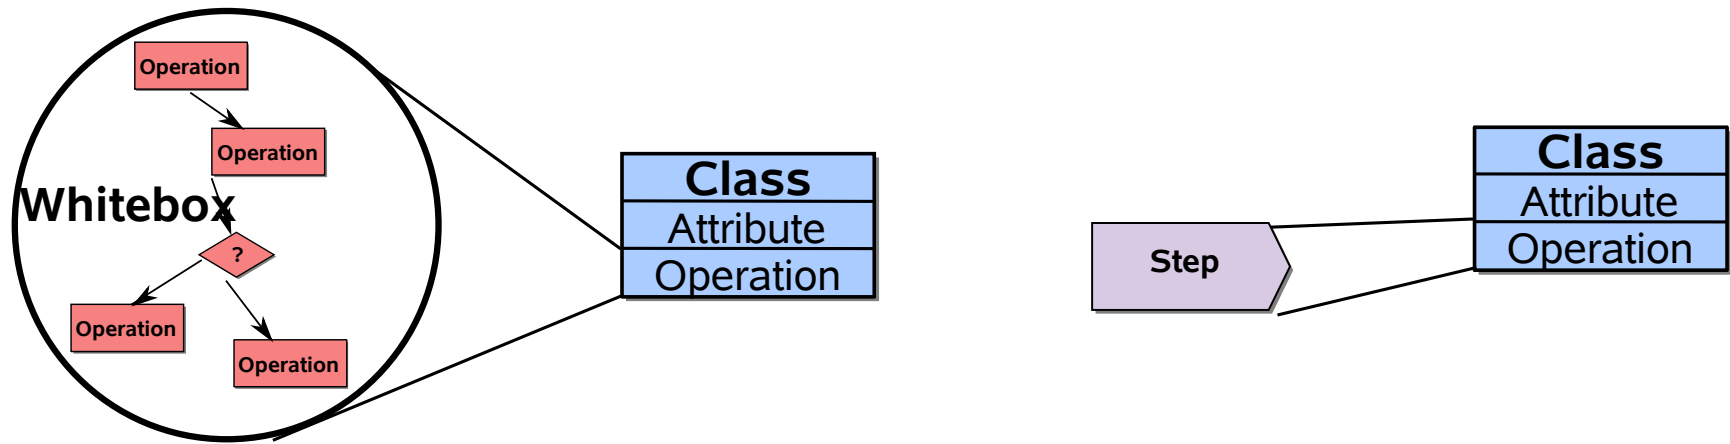 Operation
Operation
Whitebox
?
Operation
Operation
Class
Attribute
Operation
Step
Class
Attribute
Operation